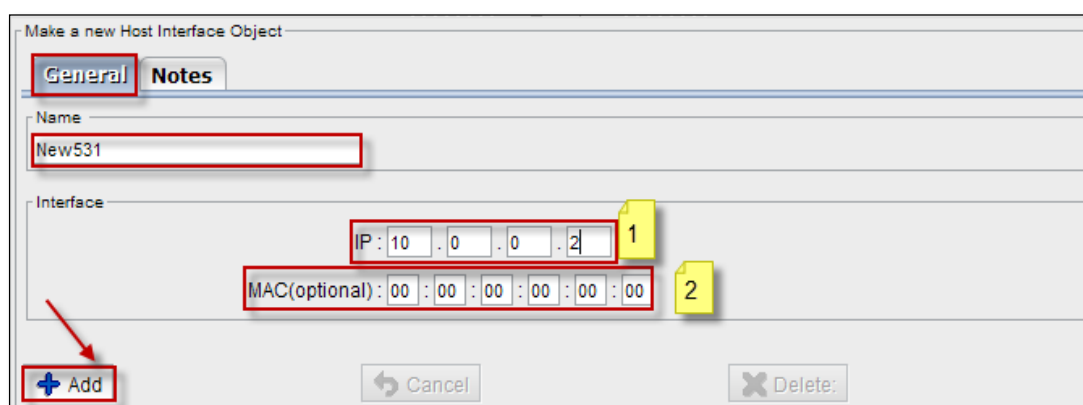 Make a new Host Interface Object
General Notes
Name
New531
Interface
IP : 10 . 0 . 0 . 2
1
MAC(optional) : 00 : 00 : 00 : 00 : 00 : 00
2
Add Cancel Delete: